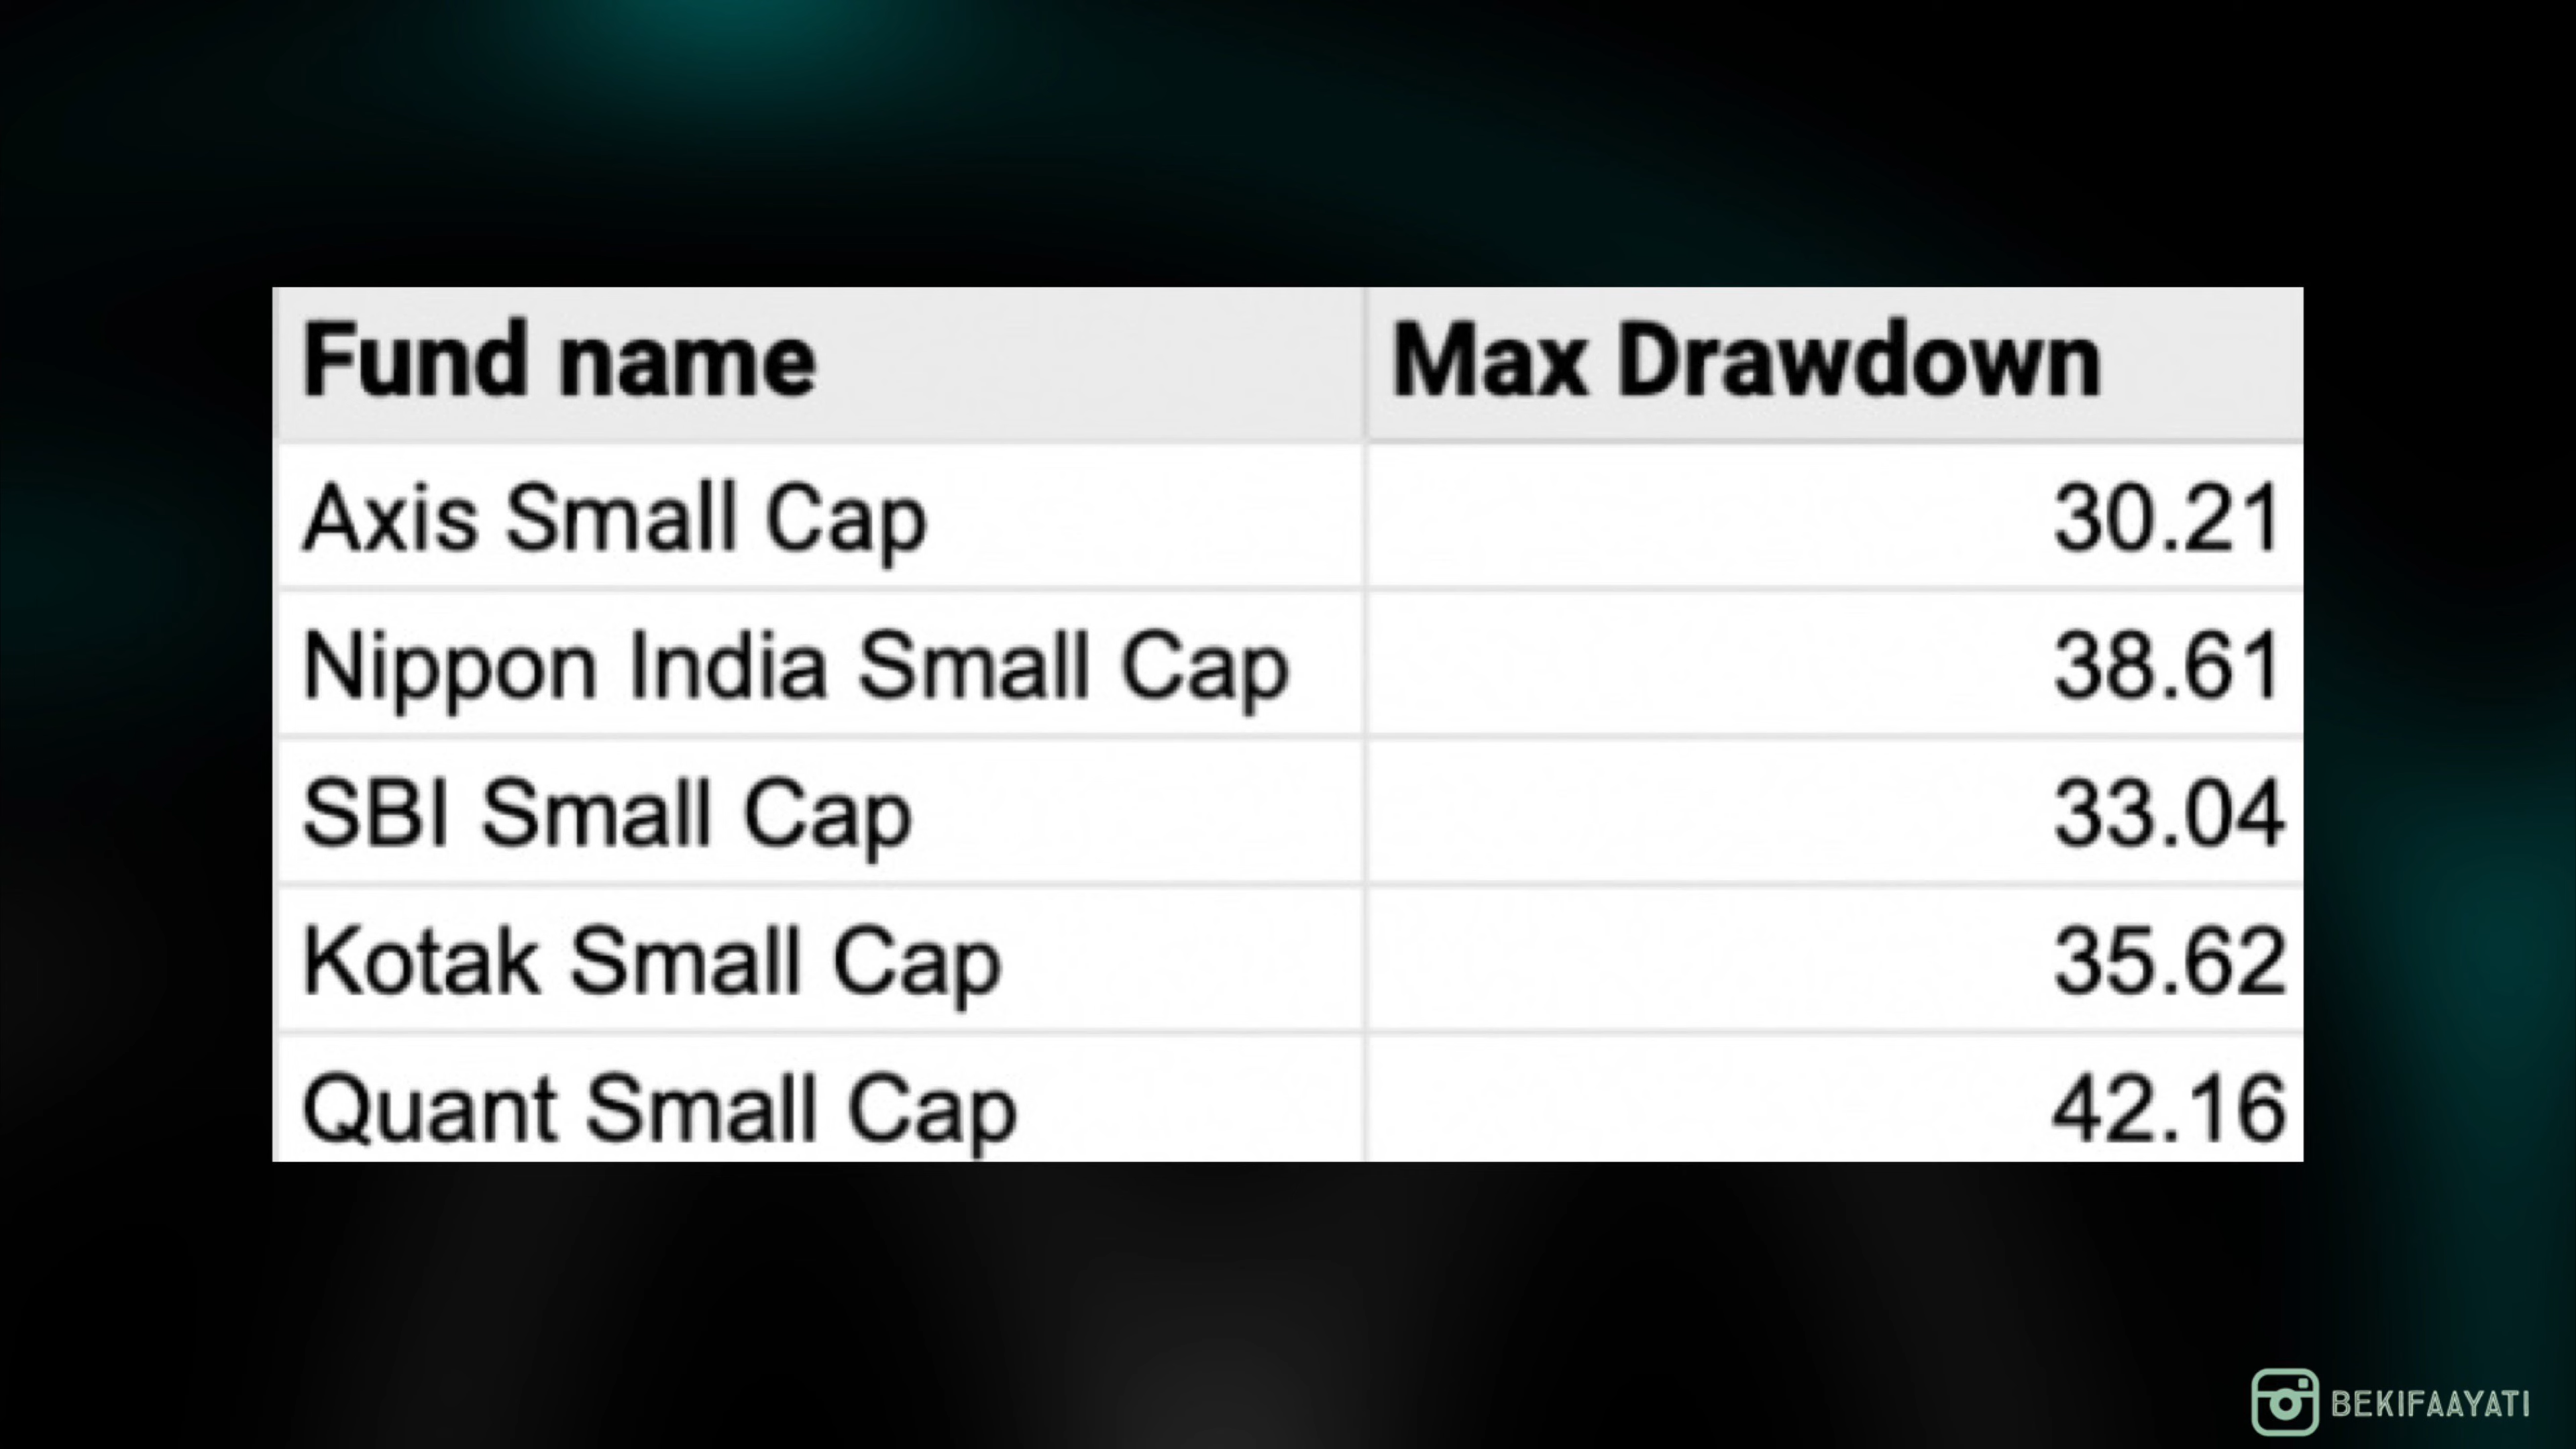 Fund name Max Drawdown
Axis Small Cap 30.21
Nippon India Small Cap 38.61
SBI Small Cap 33.04
Kotak Small Cap 35.62
Quant Small Cap 42.16
BEKIFAAYATI